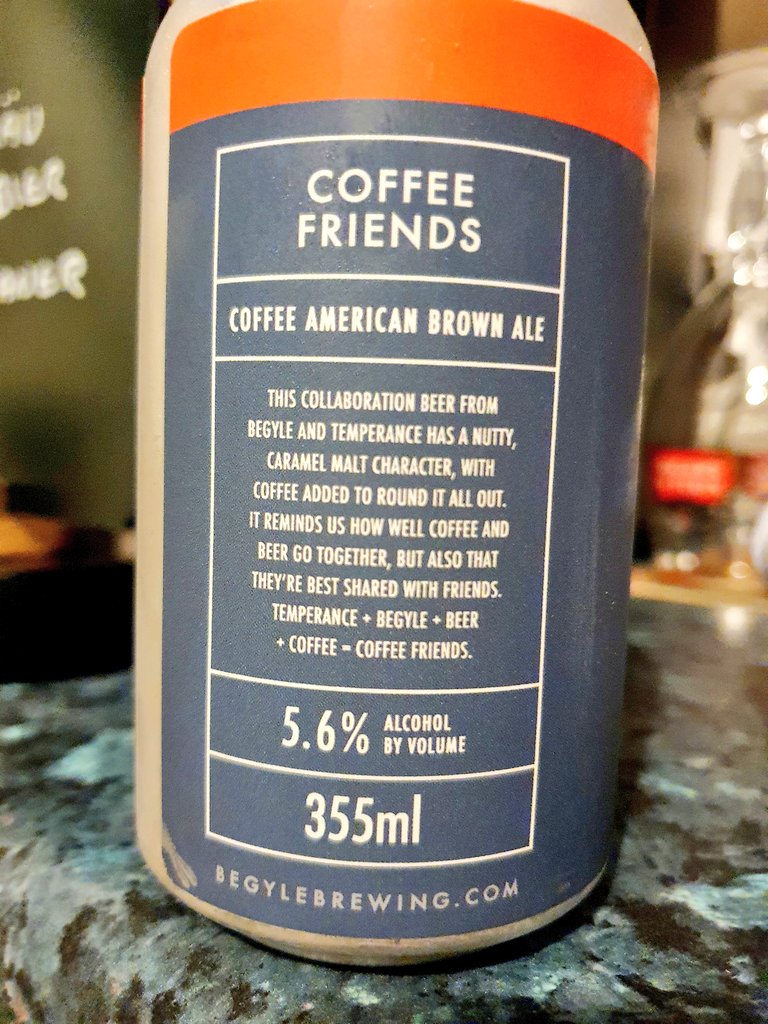 COFFEE
FRIENDS
COFFEE AMERICAN BROWN ALE
THIS COLLABORATION BEER FROM
BEGYLE AND TEMPERANCE HAS A NUTTY,
CARAMEL MALT CHARACTER, WITH
COFFEE ADDED TO ROUND IT ALL OUT.
IT REMINDS US HOW WELL COFFEE AND
BEER GO TOGETHER, BUT ALSO THAT
THEY'RE BEST SHARED WITH FRIENDS.
TEMPERANCE + BEGYLE + BEER
+ COFFEE = COFFEE FRIENDS.
5.6% ALCOHOL
BY VOLUME
355ml
BEGYLEBREWING.COM